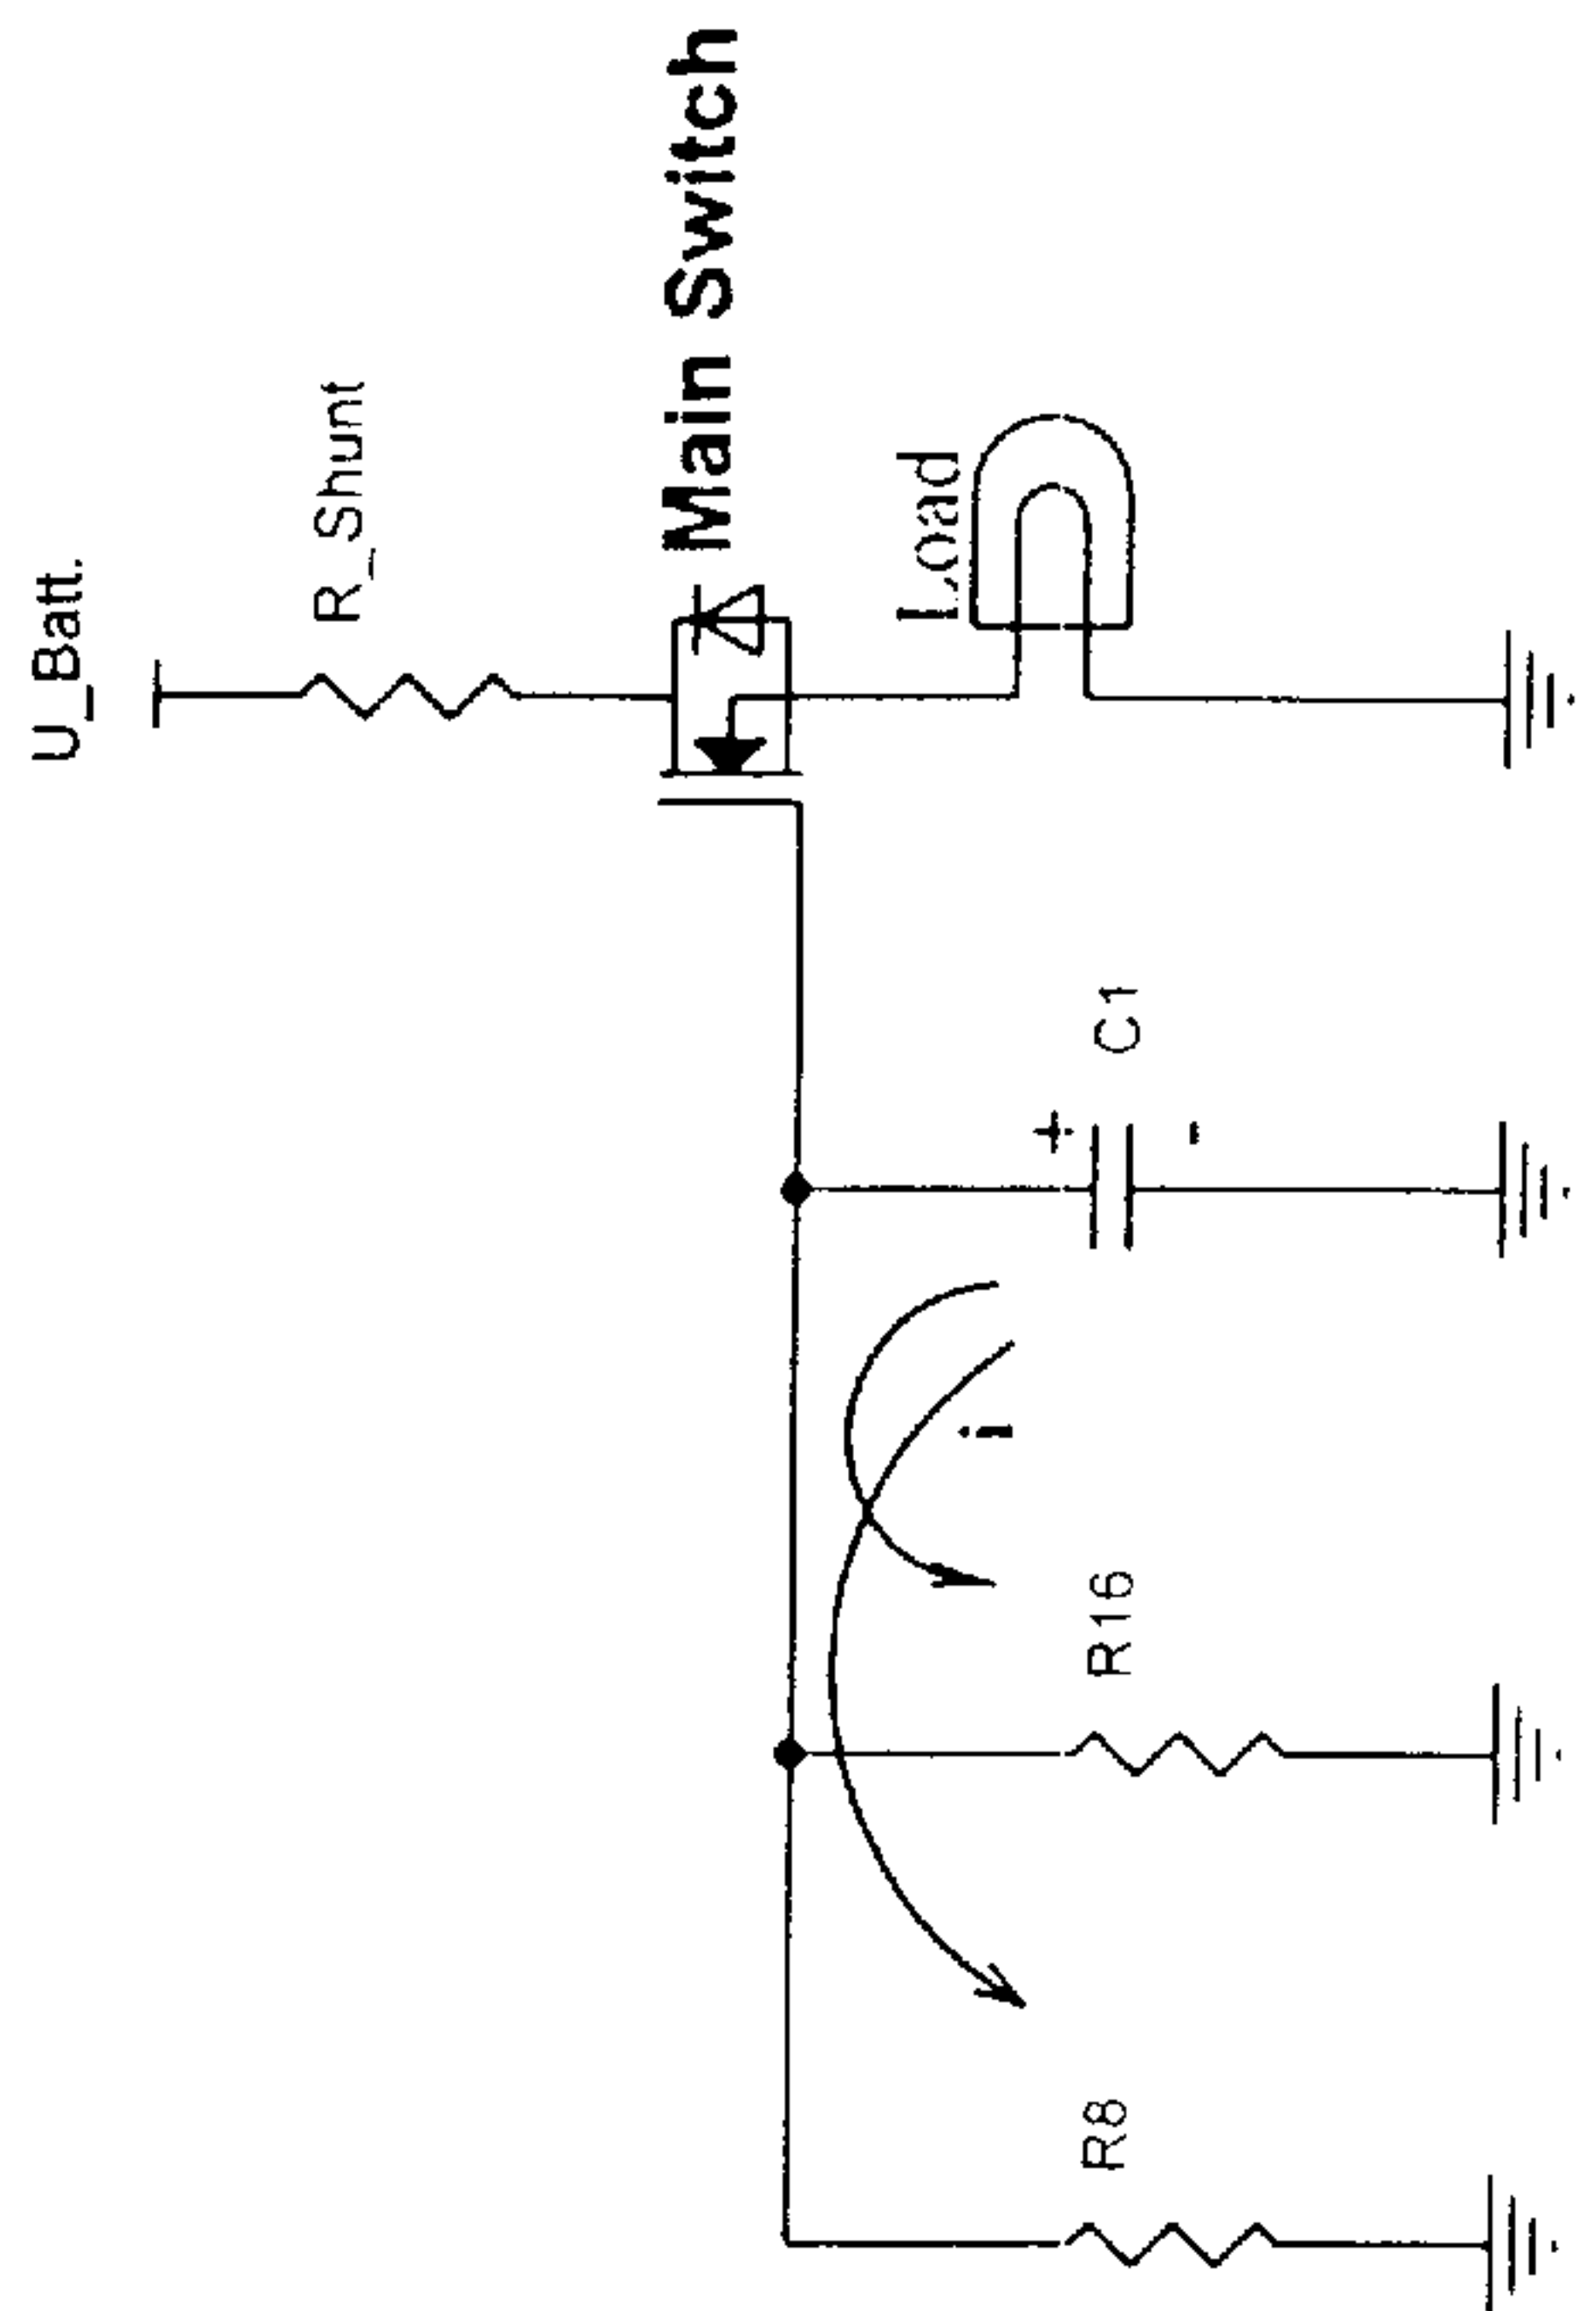 U_Batt.
R_Shunt
Main Switch
Load
+
C1
-
i
R16
R8